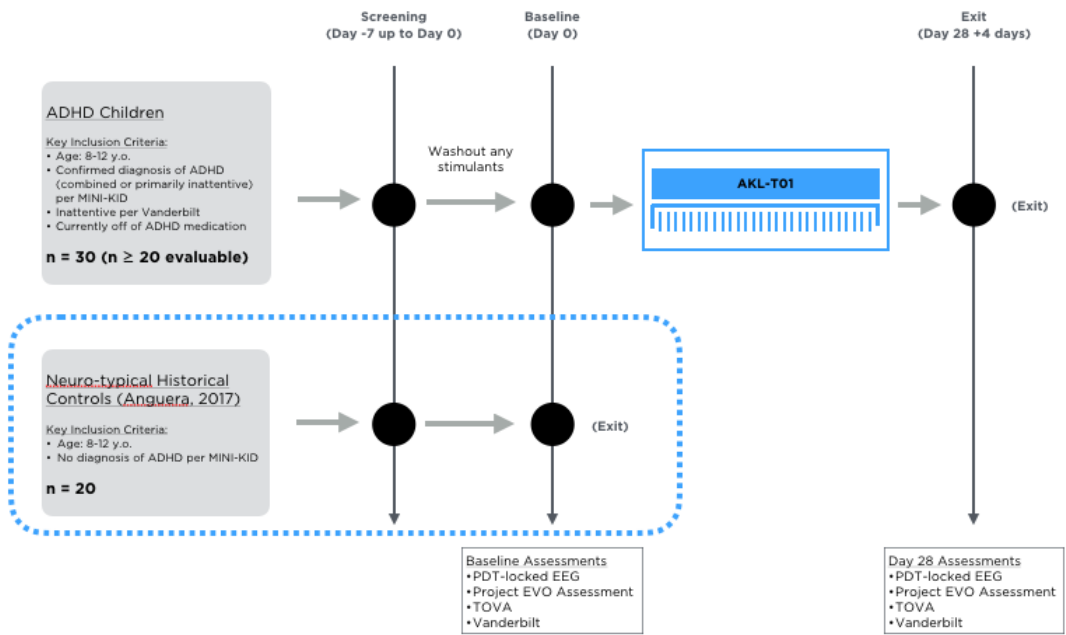 Screening
(Day -7 up to Day 0)
Baseline
(Day 0)
Exit
(Day 28 +4 days)
ADHD Children
Key Inclusion Criteria:
• Age: 8-12 y.o.
• Confirmed diagnosis of ADHD
(combined or primarily inattentive)
per MINI-KID
• Inattentive per Vanderbilt
• Currently off of ADHD medication
n = 30 (n ≥ 20 evaluable)
Washout any
stimulants
AKL-T01
(Exit)
Neuro-typical Historical
Controls (Anguera, 2017)
Key Inclusion Criteria:
• Age: 8-12 y.o.
• No diagnosis of ADHD per MINI-KID
n = 20
(Exit)
Baseline Assessments
•PDT-locked EEG
•Project EVO Assessment
•TOVA
•Vanderbilt
Day 28 Assessments
•PDT-locked EEG
•Project EVO Assessment
•TOVA
•Vanderbilt